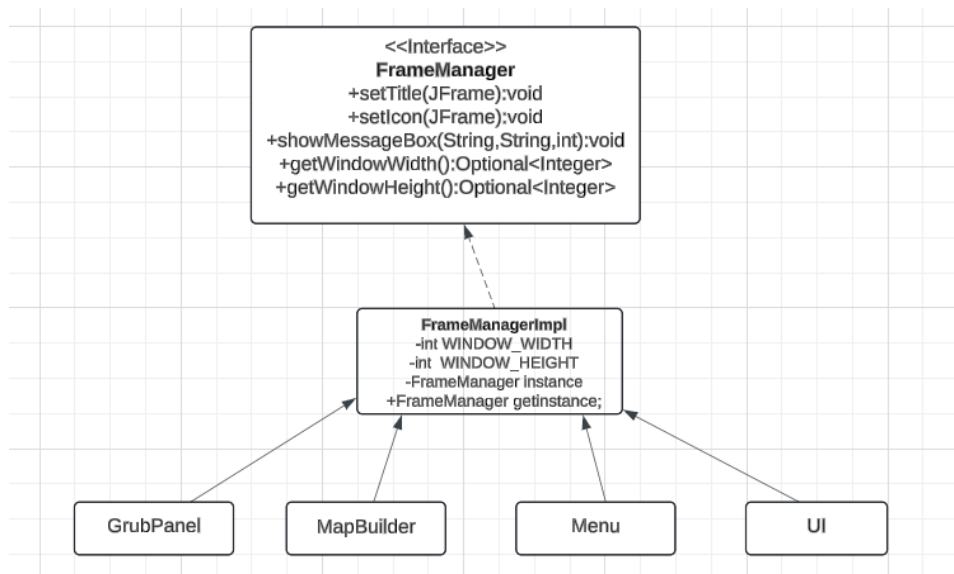 <<Interface>>
FrameManager
+setTitle(JFrame):void
+setIcon(JFrame):void
+showMessageBox(String,String,int):void
+getWindowWidth():Optional<Integer>
+getWindowHeight():Optional<Integer>
FrameManagerImpl
-int WINDOW_WIDTH
-int WINDOW_HEIGHT
-FrameManager instance
+FrameManager getinstance;
GrubPanel
MapBuilder
Menu
UI